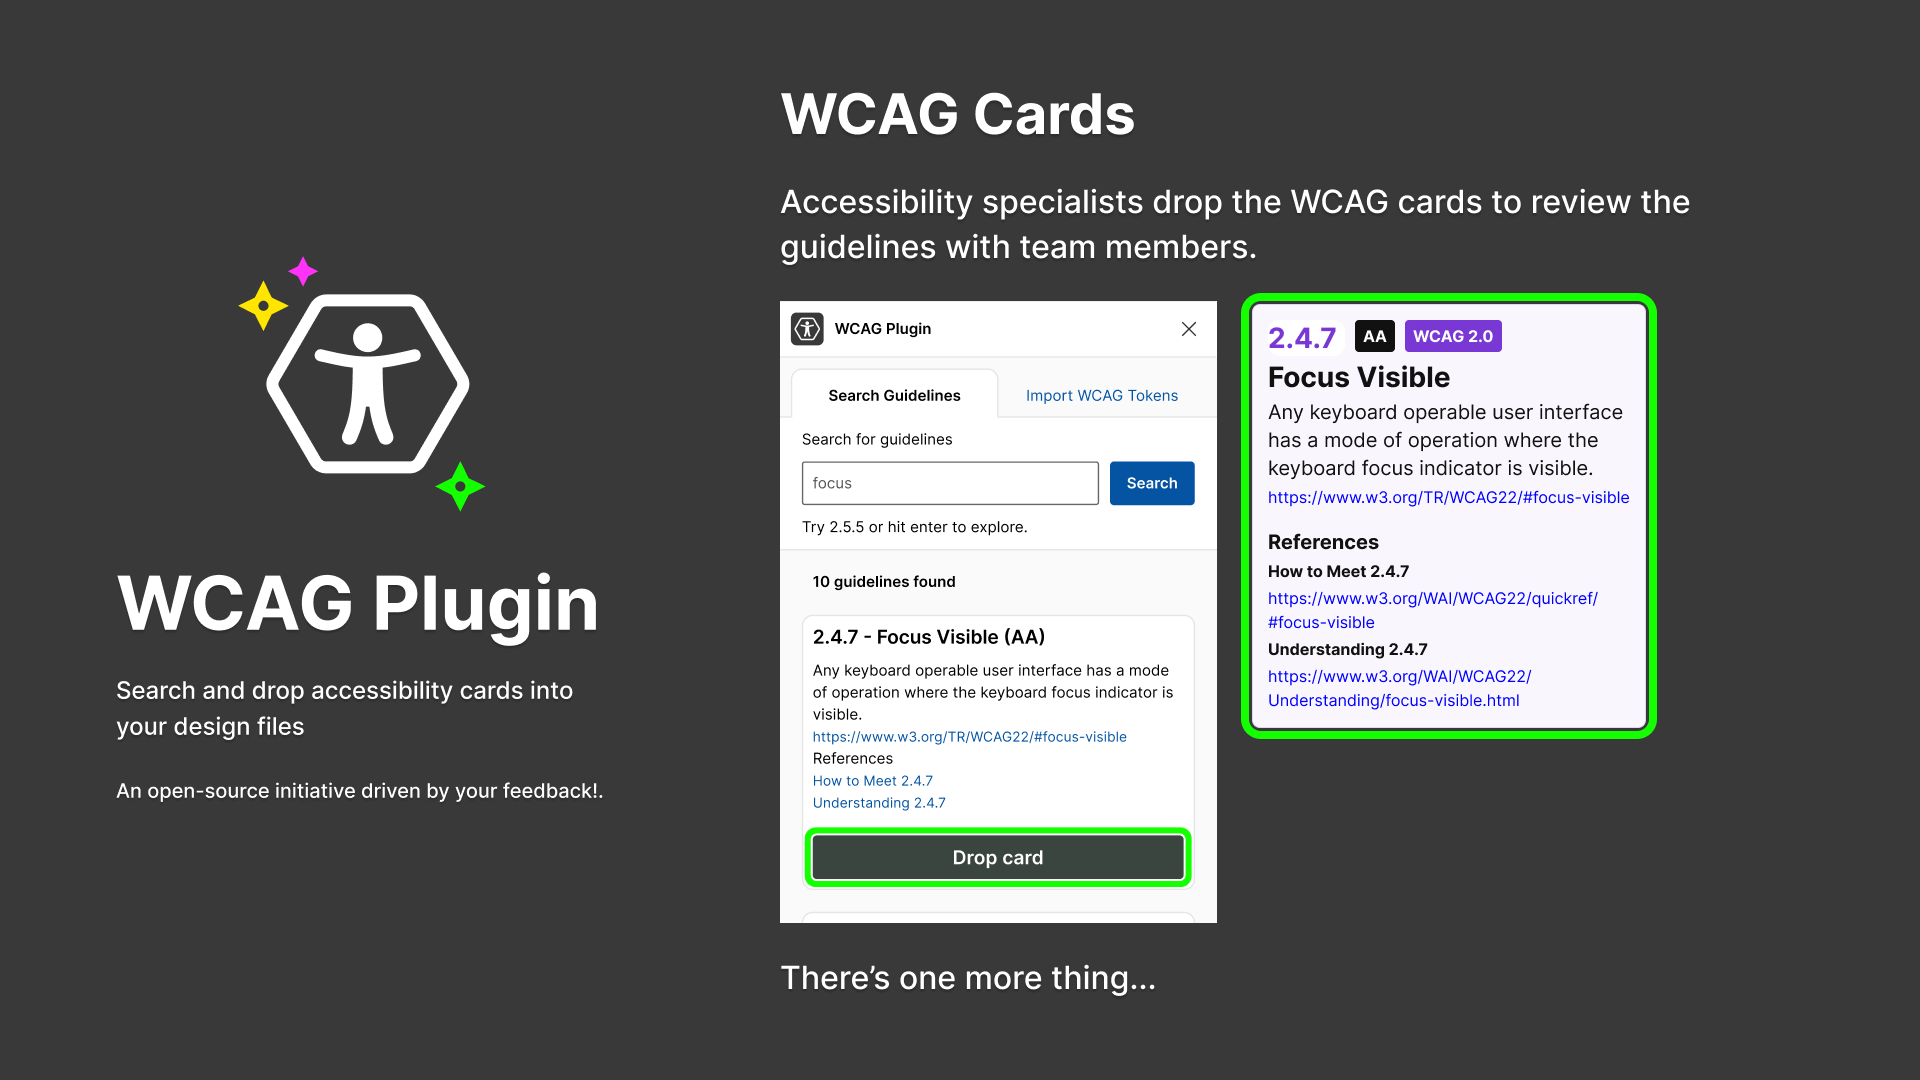 WCAG Plugin
Search and drop accessibility cards into
your design files
An open-source initiative driven by your feedback!.
WCAG Cards
Accessibility specialists drop the WCAG cards to review the
guidelines with team members.
WCAG Plugin
Search Guidelines
Import WCAG Tokens
Search for guidelines
focus
Search
Try 2.5.5 or hit enter to explore.
10 guidelines found
2.4.7 - Focus Visible (AA)
Any keyboard operable user interface has a mode
of operation where the keyboard focus indicator is
visible.
https://www.w3.org/TR/WCAG22/#focus-visible
References
How to Meet 2.4.7
Understanding 2.4.7
Drop card
2.4.7 AA WCAG 2.0
Focus Visible
Any keyboard operable user interface
has a mode of operation where the
keyboard focus indicator is visible.
https://www.w3.org/TR/WCAG22/#focus-visible
References
How to Meet 2.4.7
https://www.w3.org/WAI/WCAG22/quickref/
#focus-visible
Understanding 2.4.7
https://www.w3.org/WAI/WCAG22/
Understanding/focus-visible.html
There’s one more thing...